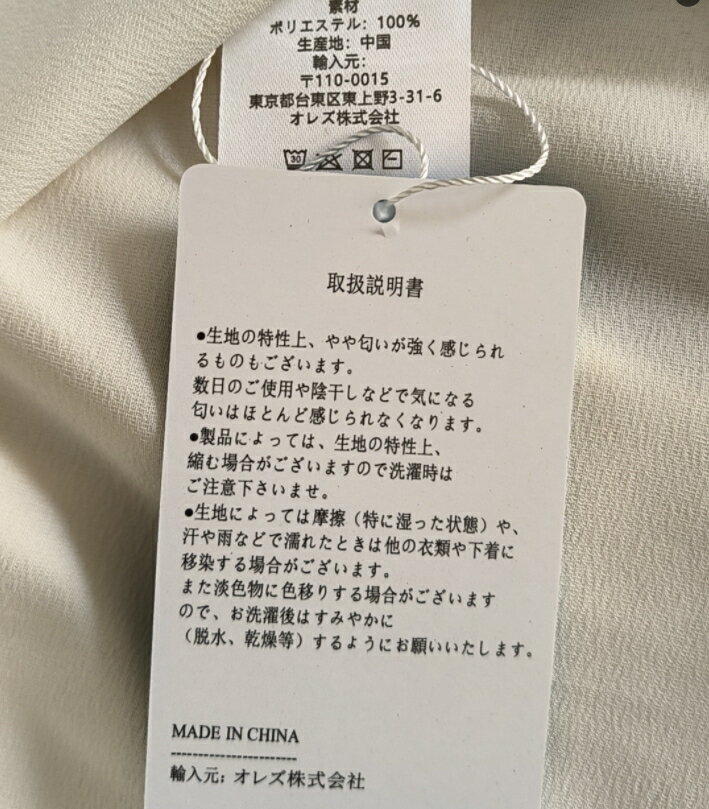 素材
ポリエステル: 100%
生産地: 中国
輸入元:
〒110-0015
東京都台東区東上野3-31-6
オレズ株式会社
30
取扱説明書
●生地の特性上、やや匂いが強く感じられ
るものもございます。
数日のご使用や陰干しなどで気になる
匂いはほとんど感じられなくなります。
●製品によっては、生地の特性上、
縮む場合がございますので洗濯時は
ご注意下さいませ。
●生地によっては摩擦（特に湿った状態）や、
汗や雨などで濡れたときは他の衣類や下着に
移染する場合がございます。
また淡色物に色移りする場合がございます
ので、お洗濯後はすみやかに
（脱水、乾燥等）するようにお願いいたします。
MADE IN CHINA
-----------------------
輸入元: オレズ株式会社